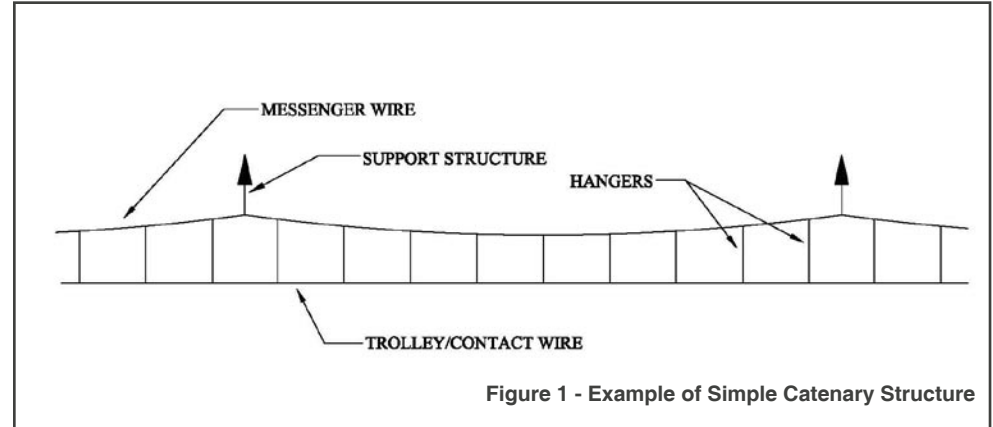 MESSENGER WIRE
SUPPORT STRUCTURE
HANGERS
TROLLEY/CONTACT WIRE
Figure 1 - Example of Simple Catenary Structure